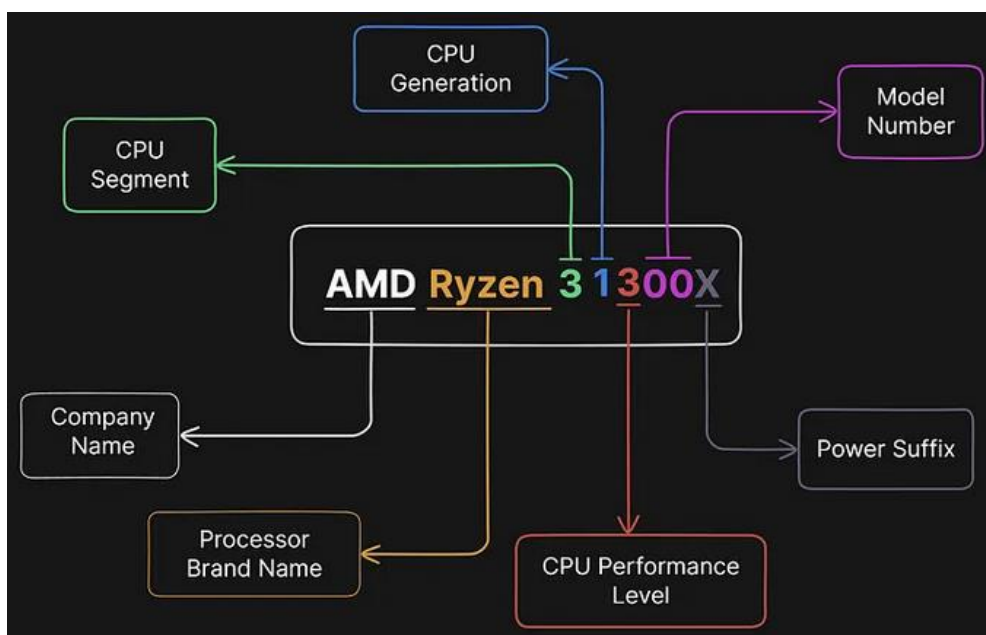 CPU
Generation
Model
Number
CPU
Segment
AMD Ryzen 3 1300X
Company
Name
Power Suffix
Processor
Brand Name
CPU Performance
Level